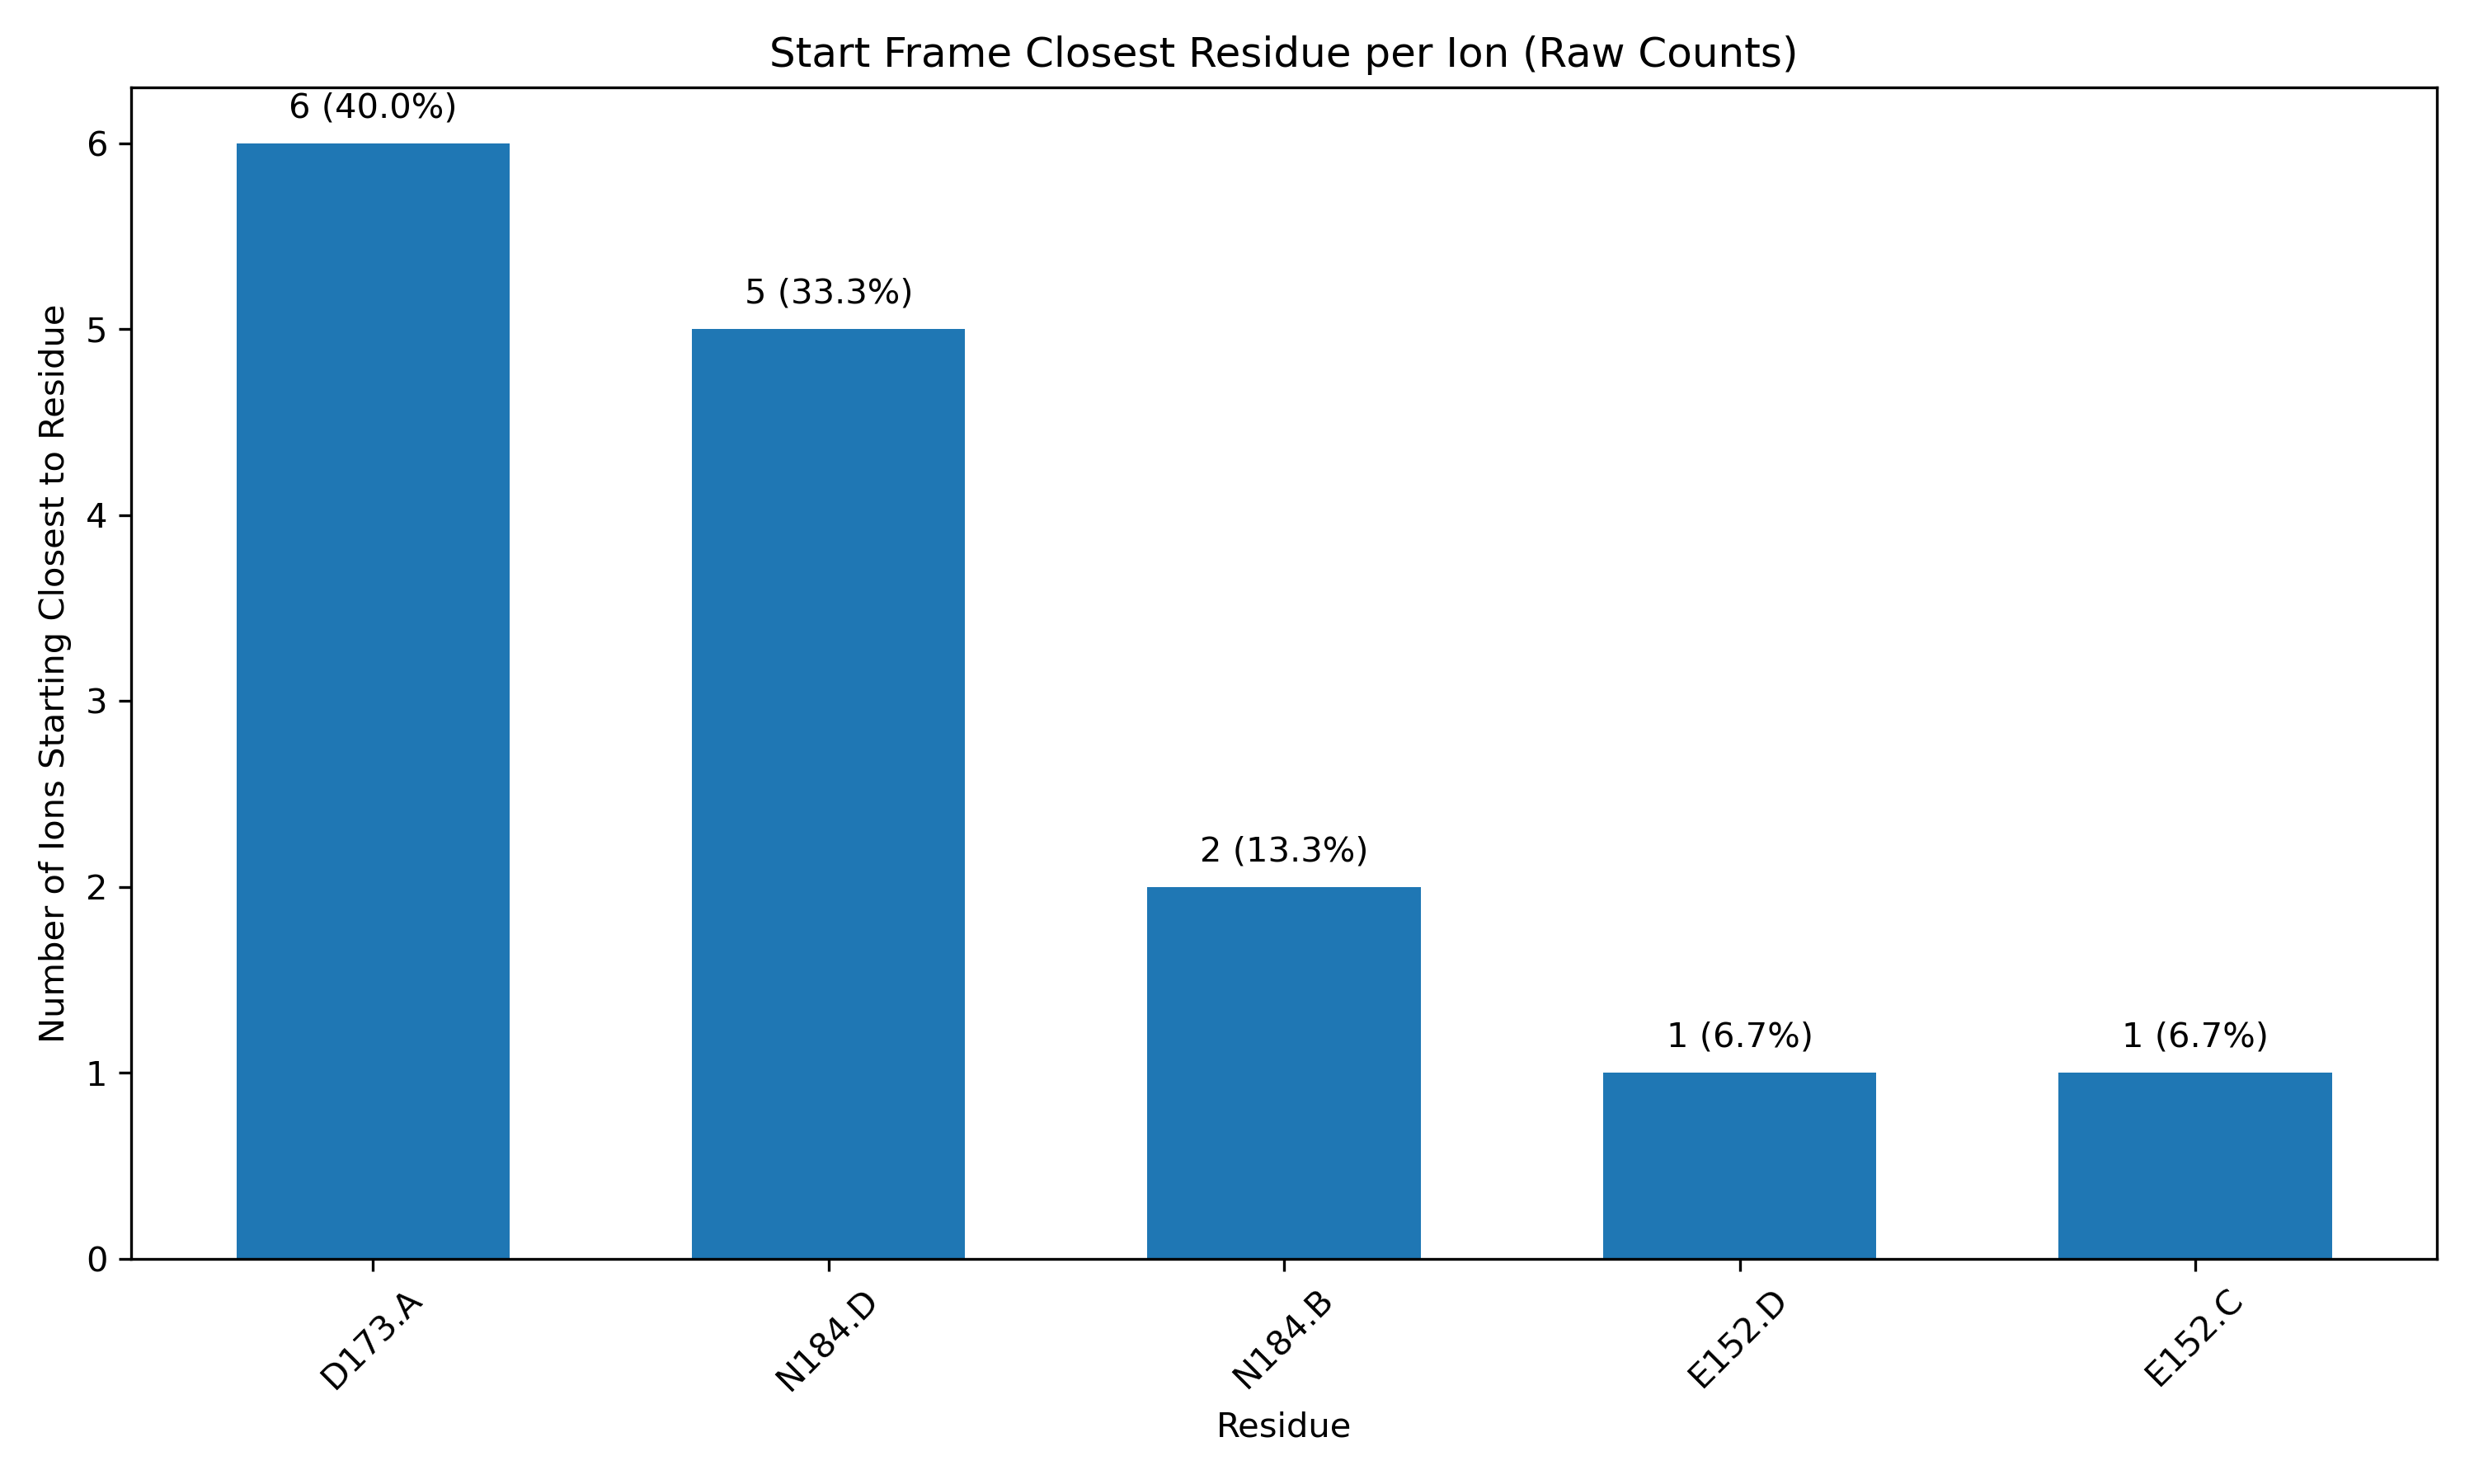 Start Frame Closest Residue per Ion (Raw Counts)
Number of Ions Starting Closest to Residue
6
5
4
3
2
1
0
6 (40.0%)
5 (33.3%)
2 (13.3%)
1 (6.7%)
1 (6.7%)
D173.A
N184.D
N184.B
E152.D
E152.C
Residue